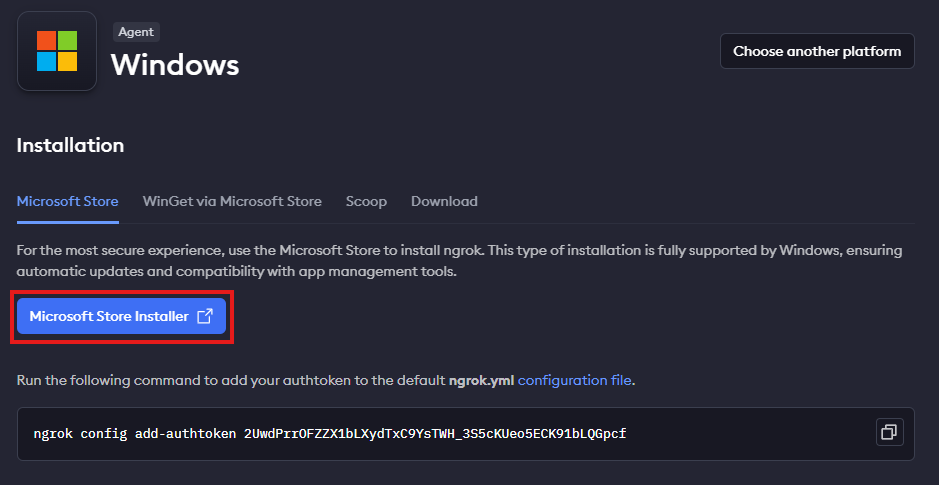 Agent
Windows
Choose another platform
Installation
Microsoft Store
WinGet via Microsoft Store
Scoop
Download
For the most secure experience, use the Microsoft Store to install ngrok. This type of installation is fully supported by Windows, ensuring
automatic updates and compatibility with app management tools.
Microsoft Store Installer
Run the following command to add your authtoken to the default ngrok.yml configuration file.
ngrok config add-authtoken 2UwdPrrOFZZX1bLXydTxC9YsTWH_3S5cKUeo5ECK91bLQGpcf